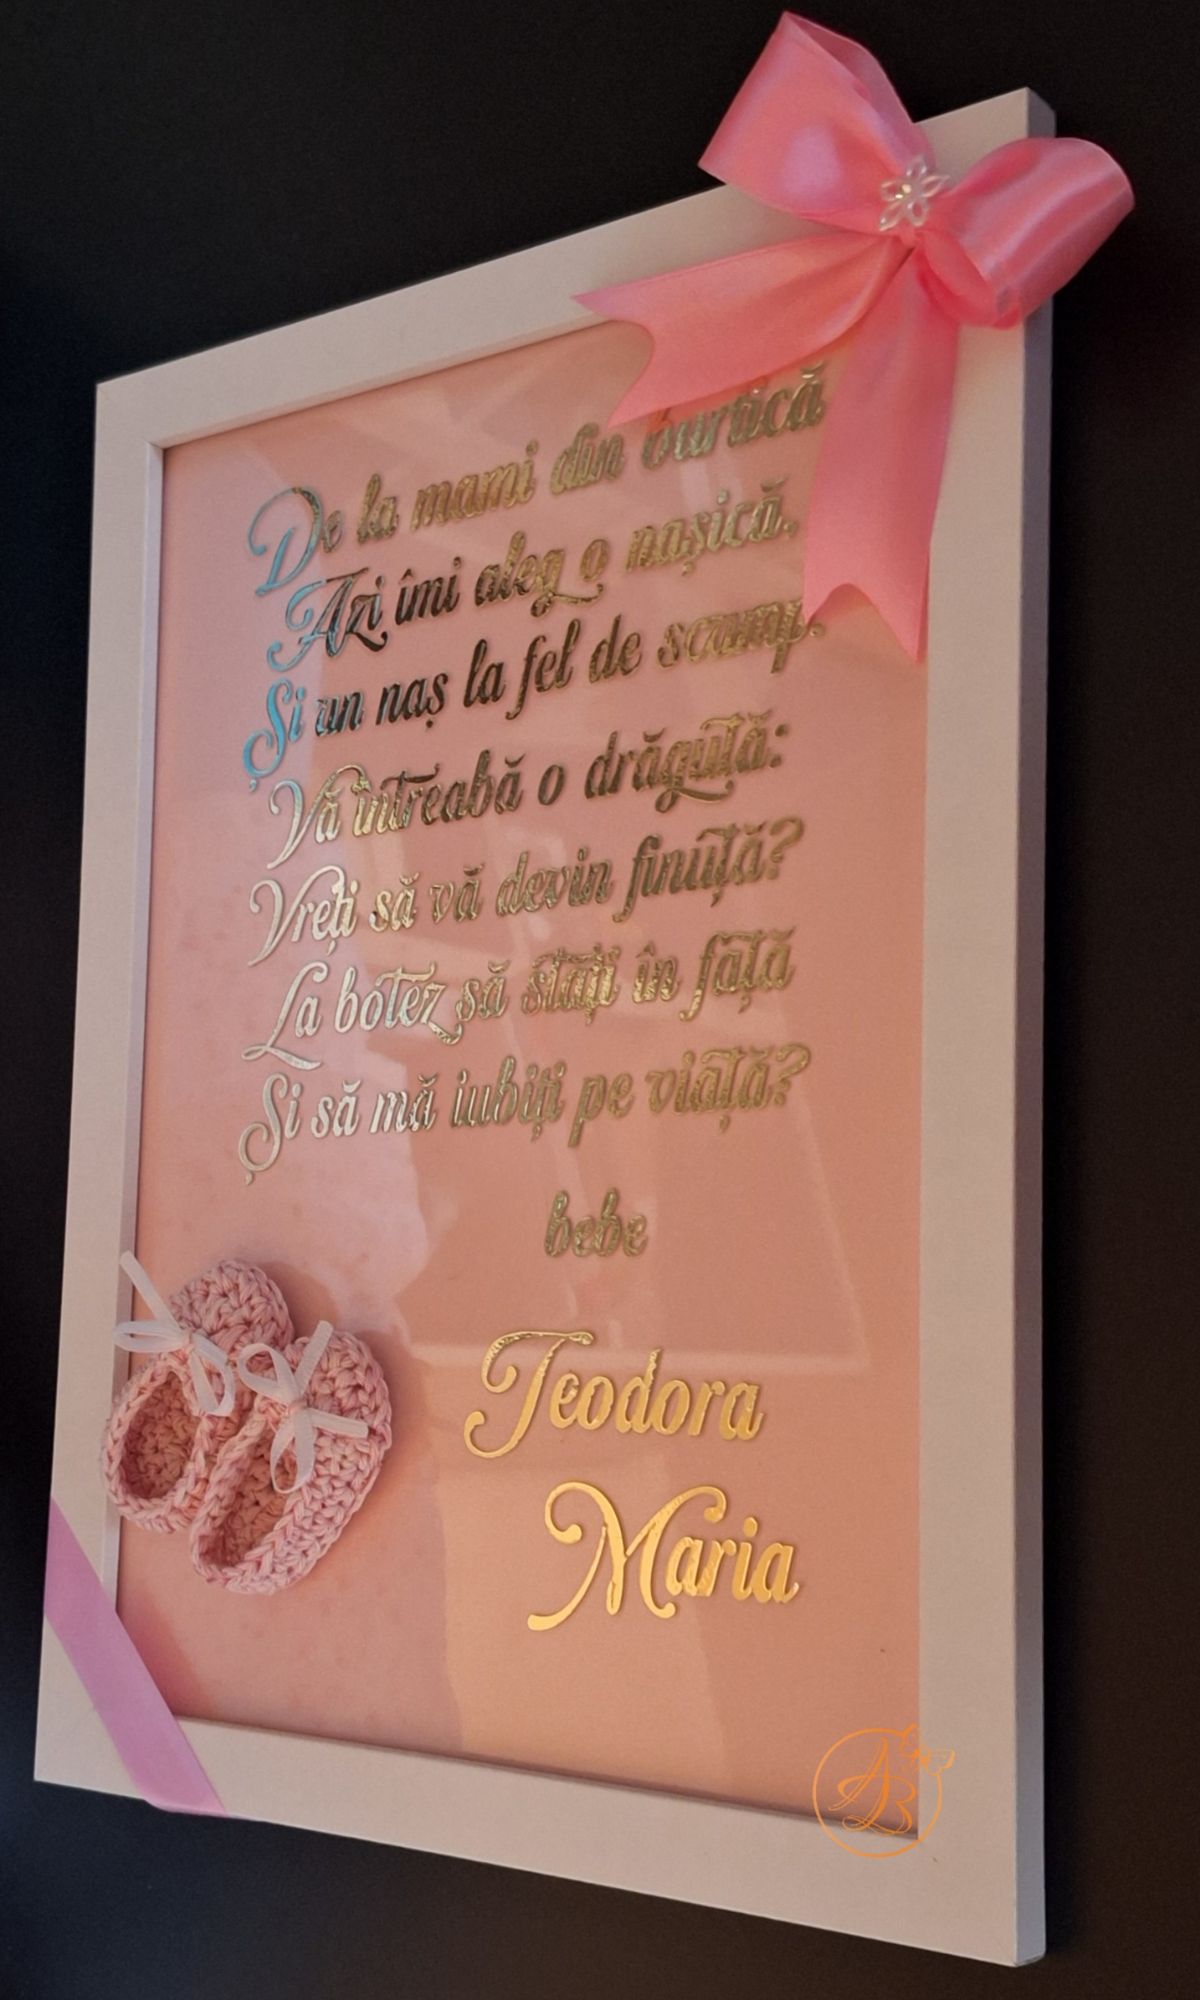 De la mami din burtică
Azi îmi aleg o nașică.
Și un naș la fel de scump.
Vă întreabă o drăguță:
Vreți să vă devin finuță?
La botez să stați în față
Și să mă iubiți pe viață?
bebe
Teodora
Maria
AB